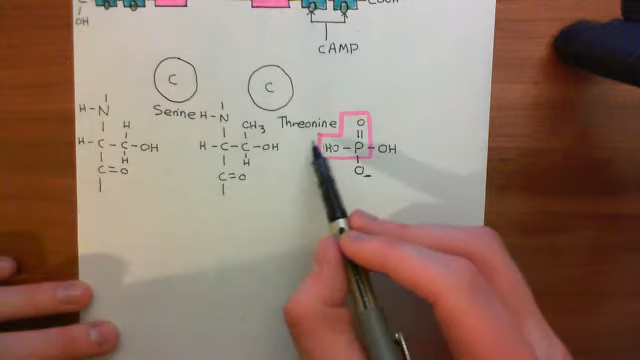 C
OH
COOH
cAMP
C
C
Serine
Threonine
H-N
H
H-C-C-OH
H
C=O
H-N
CH3
H-C-C-OH
H
C=O
O
HO-P-OH
O-